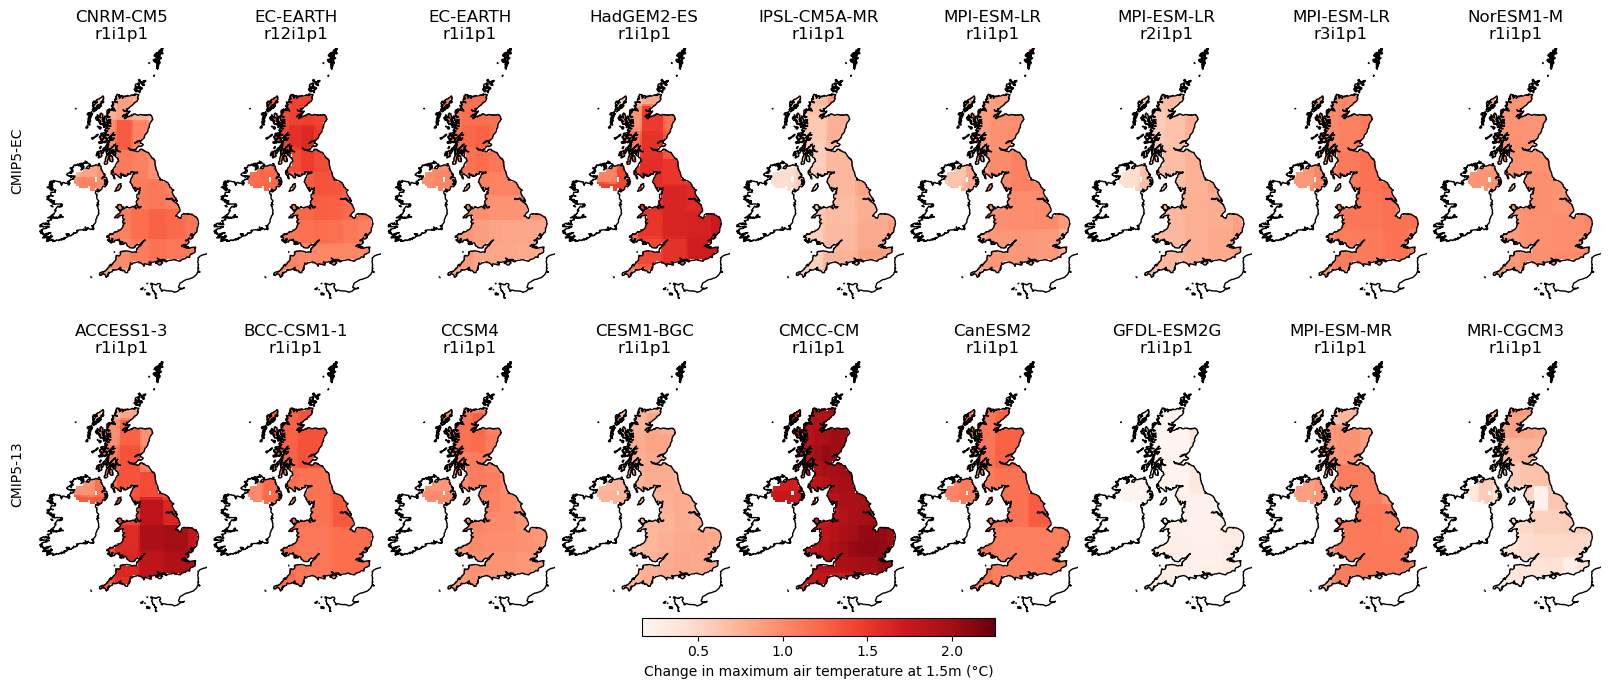 CNRM-CM5
r1i1p1
EC-EARTH
r12i1p1
EC-EARTH
r1i1p1
HadGEM2-ES
r1i1p1
IPSL-CM5A-MR
r1i1p1
MPI-ESM-LR
r1i1p1
MPI-ESM-LR
r2i1p1
MPI-ESM-LR
r3i1p1
NorESM1-M
r1i1p1
CMIP5-EC
ACCESS1-3
r1i1p1
BCC-CSM1-1
r1i1p1
CCSM4
r1i1p1
CESM1-BGC
r1i1p1
CMCC-CM
r1i1p1
CanESM2
r1i1p1
GFDL-ESM2G
r1i1p1
MPI-ESM-MR
r1i1p1
MRI-CGCM3
r1i1p1
CMIP5-13
0.5 1.0 1.5 2.0
Change in maximum air temperature at 1.5m (°C)